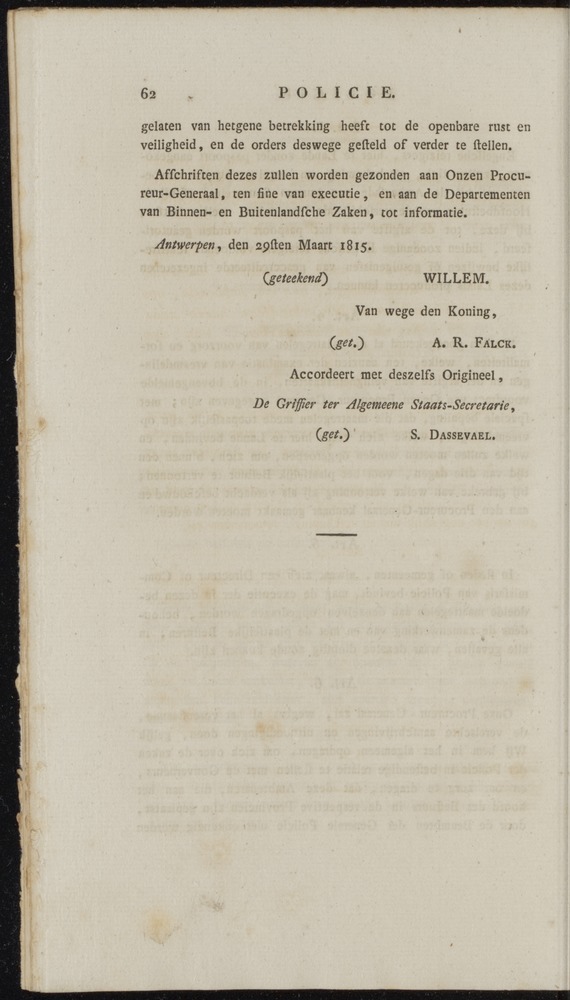 62 POLICIE.
gelaten van hetgene betrekking heeft tot de openbare rust en
veiligheid, en de orders deswege gesteld of verder te stellen.
Affchriften dezes zullen worden gezonden aan Onzen Procu-
reur-Generaal, ten fine van executie, en aan de Departementen
van Binnen- en Buitenlandſche Zaken, tot informatie.
Antwerpen, den 29ſten Maart 1815.
(geteekend) WILLEM.
Van wege den Koning,
(get.) A. R. FALCK.
Accordeert met deszelfs Origineel,
De Griffier ter Algemeene Staats-Secretarie,
(get.) S. DASSEVAEL.